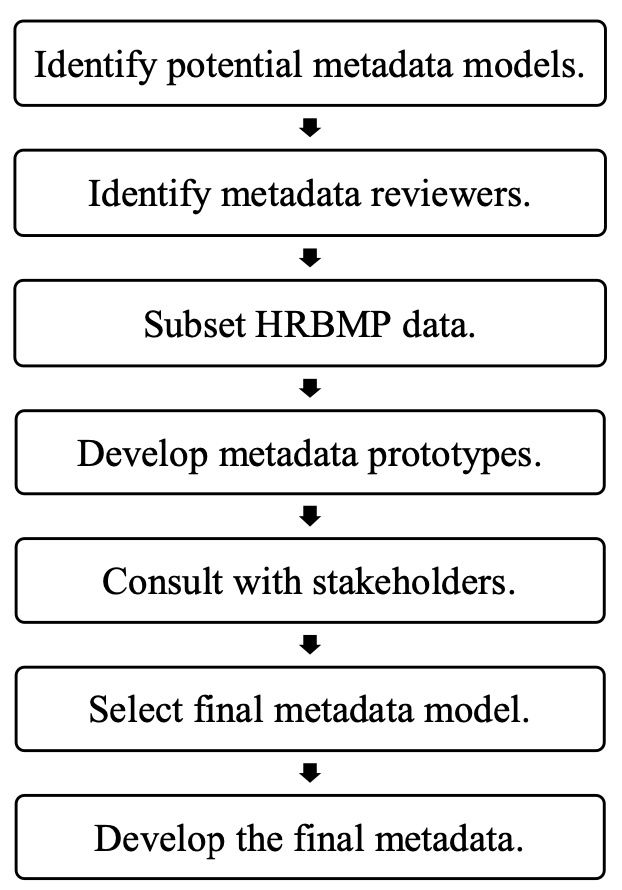 Identify potential metadata models.
Identify metadata reviewers.
Subset HRBMP data.
Develop metadata prototypes.
Consult with stakeholders.
Select final metadata model.
Develop the final metadata.